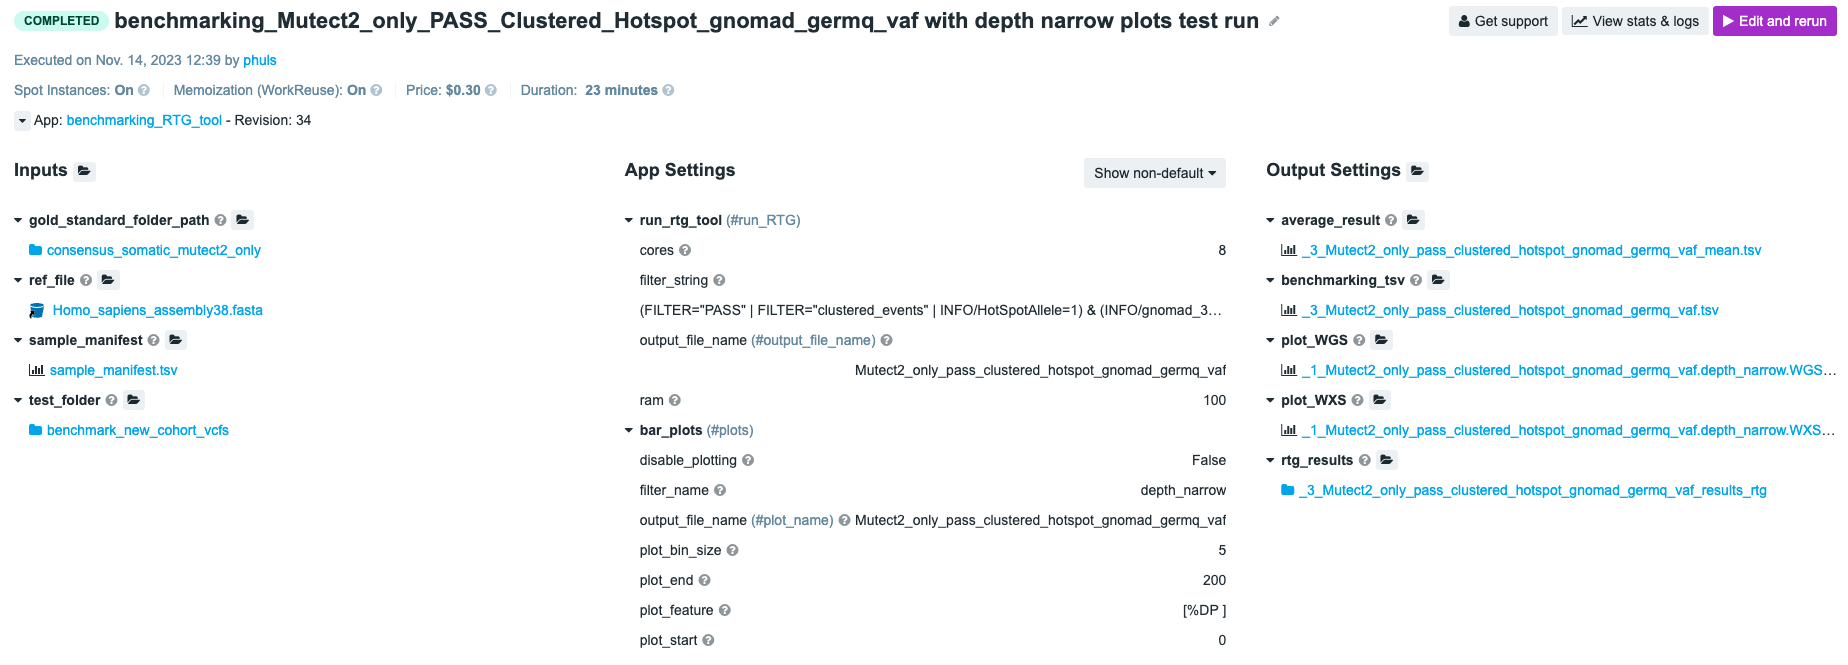 COMPLETED benchmarking_Mutect2_only_PASS_Clustered_Hotspot_gnomad_germq_vaf with depth narrow plots test run
Get support
View stats & logs
Edit and rerun
Executed on Nov. 14, 2023 12:39 by phuls
Spot Instances: On Memoization (WorkReuse): On Price: $0.30 Duration: 23 minutes
App: benchmarking_RTG_tool - Revision: 34
Inputs
gold_standard_folder_path
consensus_somatic_mutect2_only
ref_file
Homo_sapiens_assembly38.fasta
sample_manifest
sample_manifest.tsv
test_folder
benchmark_new_cohort_vcfs
App Settings
Show non-default
run_rtg_tool (#run_RTG)
cores 8
filter_string
(FILTER="PASS" | FILTER="clustered_events" | INFO/HotSpotAllele=1) & (INFO/gnomad_3...
output_file_name (#output_file_name)
Mutect2_only_pass_clustered_hotspot_gnomad_germq_vaf
ram 100
bar_plots (#plots)
disable_plotting False
filter_name depth_narrow
output_file_name (#plot_name) Mutect2_only_pass_clustered_hotspot_gnomad_germq_vaf
plot_bin_size 5
plot_end 200
plot_feature [%DP ]
plot_start 0
Output Settings
average_result
_3_Mutect2_only_pass_clustered_hotspot_gnomad_germq_vaf_mean.tsv
benchmarking_tsv
_3_Mutect2_only_pass_clustered_hotspot_gnomad_germq_vaf.tsv
plot_WGS
_1_Mutect2_only_pass_clustered_hotspot_gnomad_germq_vaf.depth_narrow.WGS...
plot_WXS
_1_Mutect2_only_pass_clustered_hotspot_gnomad_germq_vaf.depth_narrow.WXS...
rtg_results
_3_Mutect2_only_pass_clustered_hotspot_gnomad_germq_vaf_results_rtg